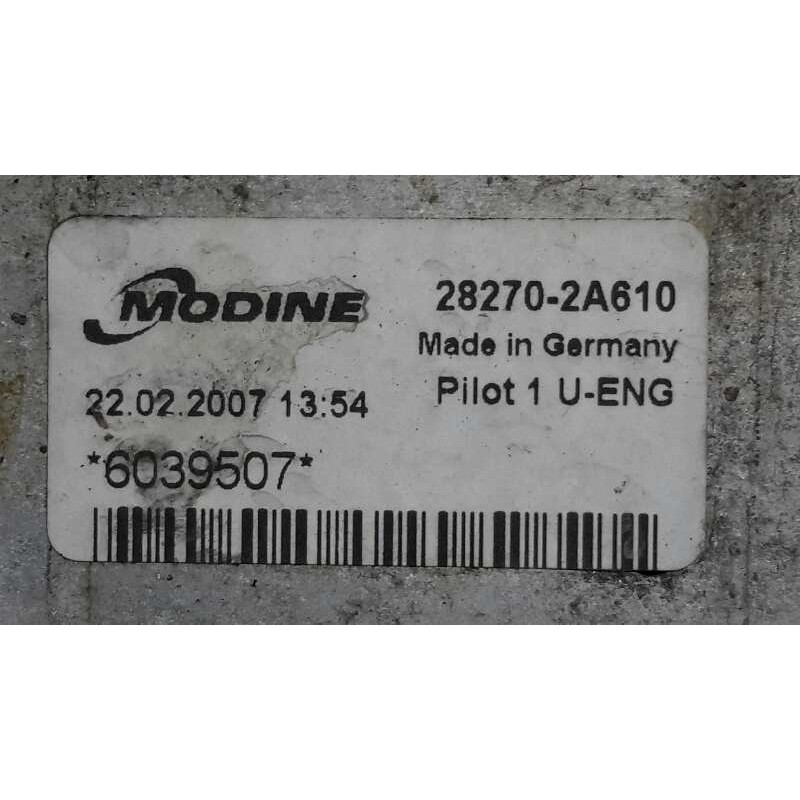 MODINE
28270-2A610
Made in Germany
22.02.2007 13:54
Pilot 1 U-ENG
*6039507*